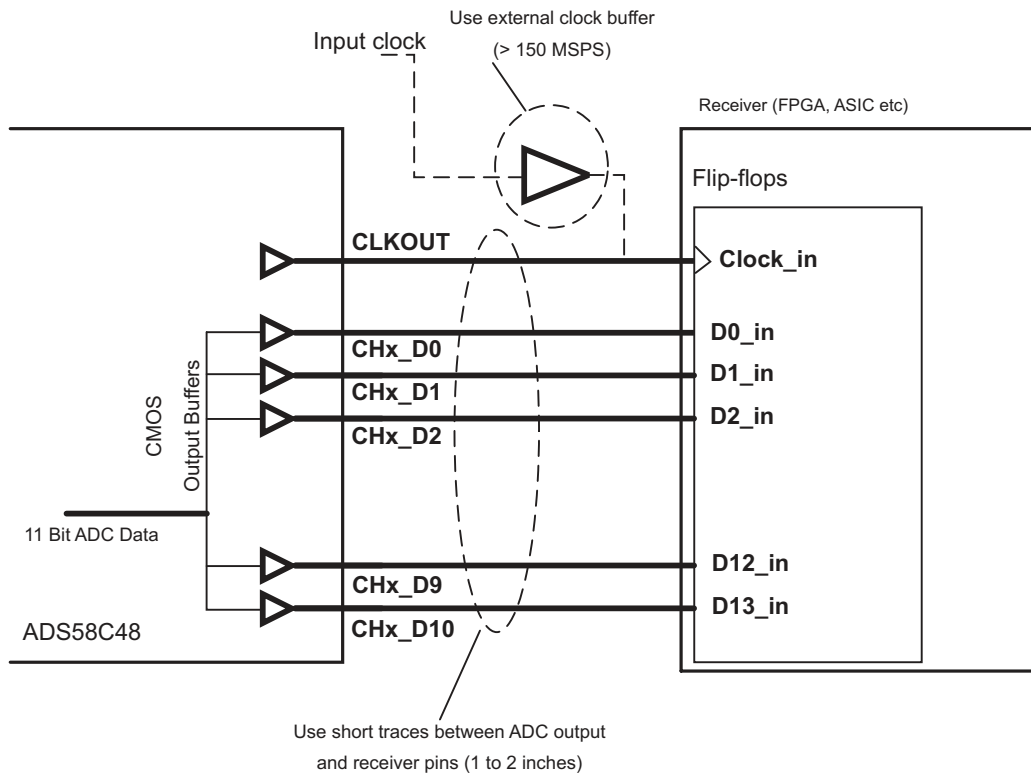 Use external clock buffer
(> 150 MSPS)
Input clock
Receiver (FPGA, ASIC etc)
Flip-flops
CLKOUT
Clock_in
CHx_D0
D0_in
CHx_D1
D1_in
CHx_D2
D2_in
CMOS
Output Buffers
11 Bit ADC Data
CHx_D9
D12_in
CHx_D10
D13_in
ADS58C48
Use short traces between ADC output
and receiver pins (1 to 2 inches)